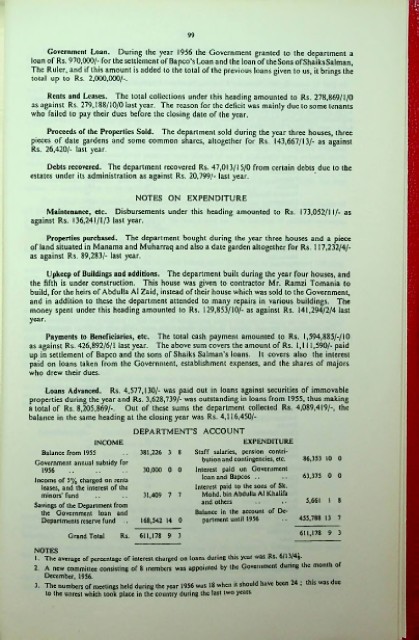 99
Government Loan. During the year 1956 the Government granted to the department a
loan of Rs. 970,000/- for the settlement of Bapco's Loan and the loan of the Sons of Shaiks Salman,
The Ruler, and if this amount is added to the total of the previous loans given to us, it brings the
total up to Rs. 2,000,000/-.
Rents and Leases. The total collections under this heading amounted to Rs. 278,869/1/0
as against Rs. 279,188/10/0 last year. The reason for the deficit was mainly due to some tenants
who failed to pay their dues before the closing date of the year.
Proceeds of the Properties Sold. The department sold during the year three houses, three
pieces of date gardens and some common shares, altogether for Rs. 143,667/13/- as against
Rs. 26,420/- last year.
Debts recovered. The department recovered Rs. 47,013/15/0 from certain debts due to the
estates under its administration as against Rs. 20,799/- last year.
NOTES ON EXPENDITURE
Maintenance, etc. Disbursements under this heading amounted to Rs. 173,052/11/- as
against Rs. 136,241/1/3 last year.
Properties purchased. The department bought during the year three houses and a piece
of land situated in Manama and Muharraq and also a date garden altogether for Rs. 117,232/4/-
as against Rs. 89,283/- last year.
Upkeep of Buildings and additions. The department built during the year four houses, and
the fifth is under construction. This house was given to contractor Mr. Ramzi Tomania to
build, for the heirs of Abdulla Al Zaid, instead of their house which was sold to the Government,
and in addition to these the department attended to many repairs in various buildings. The
money spent under this heading amounted to Rs. 129,853/10/- as against Rs. 141,294/2/4 last
year.
Payments to Beneficiaries, etc. The total cash payment amounted to Rs. 1,594,885/-/10
as against Rs. 426,892/6/1 last year. The above sum covers the amount of Rs. 1,111,590/- paid
up in settlement of Bapco and the sons of Shaiks Salman's loans. It covers also the interest
paid on loans taken from the Government, establishment expenses, and the shares of majors
who drew their dues.
Loans Advanced. Rs. 4,577,130/- was paid out in loans against securities of immovable
properties during the year and Rs. 3,628,739/- was outstanding in loans from 1955, thus making
a total of Rs. 8,205,869/-. Out of these sums the department collected Rs. 4,089,419/-, the
balance in the same heading at the closing year was Rs. 4,116,450/-
DEPARTMENT'S ACCOUNT
INCOME
Balance from 1955 .. 381,226 3 8
Government annual subsidy for
1956 .. .. 30,000 0 0
Income of 5% charged on rents
leases, and the interest of the
minors' fund .. 31,409 7 7
Savings of the Department from
the Government loan and
Departments reserve fund .. 168,542 14 0
Grand Total Rs. 611,178 9 3
EXPENDITURE
Staff salaries, pension contri-
bution and contingencies, etc. 86,353 10 0
Interest paid on Government
loan and Bapcos .. .. 63,375 0 0
Interest paid to the sons of Sh.
Mohd. bin Abdulla Al Khalifa
and others .. .. 5,661 1 8
Balance in the account of De-
partment until 1956 .. 455,788 13 7
611,178 9 3
NOTES
1. The average of percentage of interest charged on loans during this year was Rs. 6/13/4½.
2. A new committee consisting of 8 members was appointed by the Government during the month of
December, 1956.
3. The numbers of meetings held during the year 1956 was 18 when it should have been 24 ; this was due
to the unrest which took place in the country during the last two years